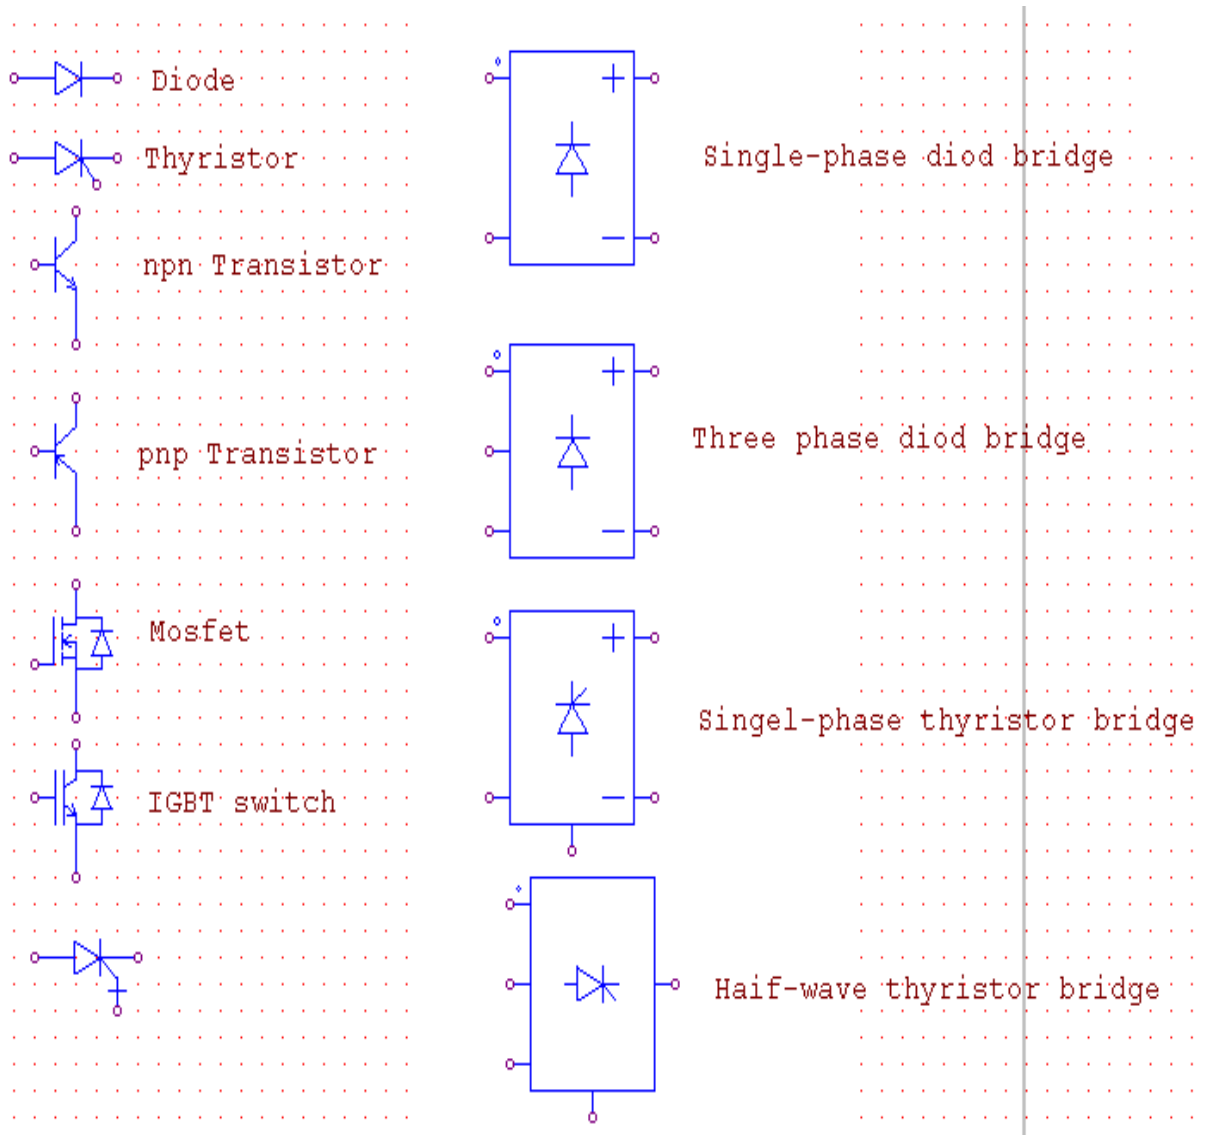 Diode
Thyristor
npn Transistor
pnp Transistor
Mosfet
IGBT switch
Single-phase diod bridge
Three phase diod bridge
Singel-phase thyristor bridge
Haif-wave thyristor bridge